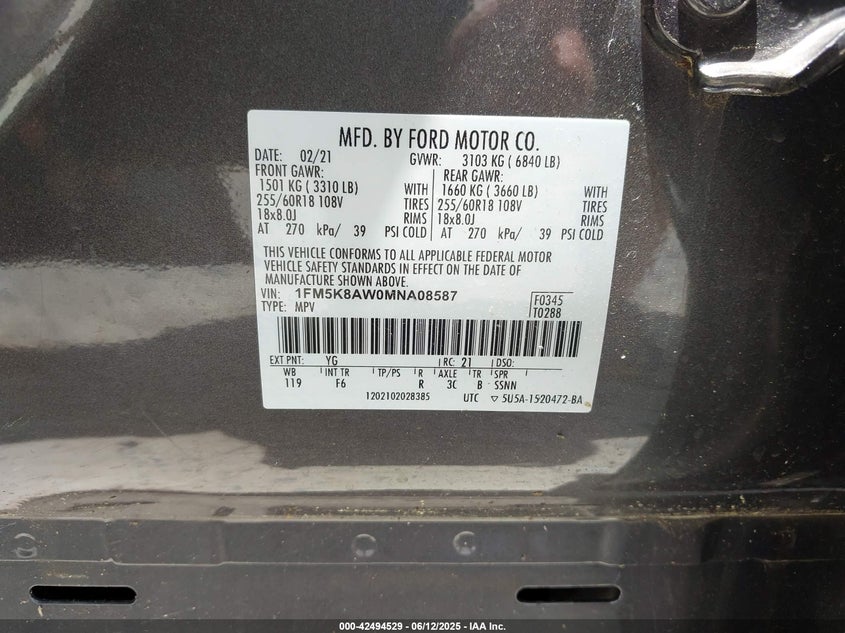 MFD. BY FORD MOTOR CO.
DATE: 02/21 GVWR: 3103 KG ( 6840 LB)
FRONT GAWR: REAR GAWR:
1501 KG ( 3310 LB) WITH 1660 KG ( 3660 LB) WITH
255/60R18 108V TIRES 255/60R18 108V TIRES
18x8.0J RIMS 18x8.0J RIMS
AT 270 kPa/ 39 PSI COLD AT 270 kPa/ 39 PSI COLD
THIS VEHICLE CONFORMS TO ALL APPLICABLE FEDERAL MOTOR
VEHICLE SAFETY STANDARDS IN EFFECT ON THE DATE OF
MANUFACTURE SHOWN ABOVE.
VIN: 1FM5K8AW0MNA08587 F0345
TYPE: MPV T0288
EXT PNT: YG RC: 21 DSO:
WB INT TR TP/PS R AXLE TR SPR
119 F6 R 3C B SSNN
1202102028385 UTC ▽ 5U5A-1520472-BA
000-42494529 - 06/12/2025 - IAA Inc.